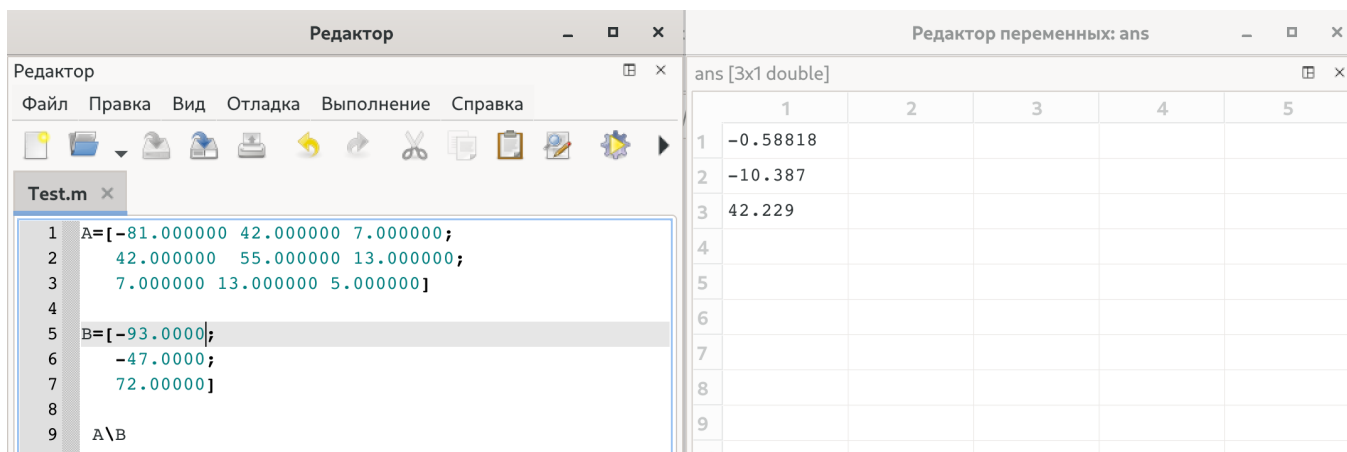 Редактор
Редактор
Файл Правка Вид Отладка Выполнение Справка
Test.m
1 A=[-81.000000 42.000000 7.000000;
2 42.000000 55.000000 13.000000;
3 7.000000 13.000000 5.000000]
4
5 B=[-93.0000;
6 -47.0000;
7 72.00000]
8
9 A\B
Редактор переменных: ans
ans [3x1 double]
1 2 3 4 5
1 -0.58818
2 -10.387
3 42.229
4
5
6
7
8
9